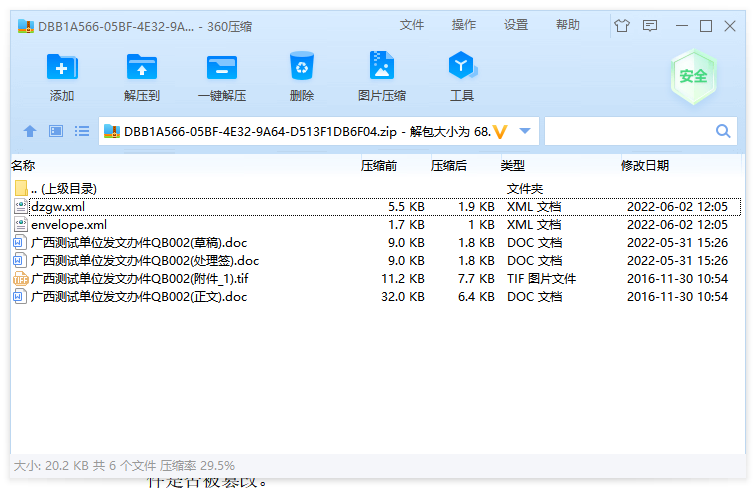 DBB1A566-05BF-4E32-9A... - 360压缩 文件 操作 设置 帮助
添加 解压到 一键解压 删除 图片压缩 工具 安全
DBB1A566-05BF-4E32-9A64-D513F1DB6F04.zip - 解包大小为 68.
名称 压缩前 压缩后 类型 修改日期
.. (上级目录) 文件夹
dzgw.xml 5.5 KB 1.9 KB XML 文档 2022-06-02 12:05
envelope.xml 1.7 KB 1 KB XML 文档 2022-06-02 12:05
广西测试单位发文办件QB002(草稿).doc 9.0 KB 1.8 KB DOC 文档 2022-05-31 15:26
广西测试单位发文办件QB002(处理签).doc 9.0 KB 1.8 KB DOC 文档 2022-05-31 15:26
广西测试单位发文办件QB002(附件_1).tif 11.2 KB 7.7 KB TIF 图片文件 2016-11-30 10:54
广西测试单位发文办件QB002(正文).doc 32.0 KB 6.4 KB DOC 文档 2016-11-30 10:54
大小: 20.2 KB 共 6 个文件 压缩率 29.5%
件是否被篡改。